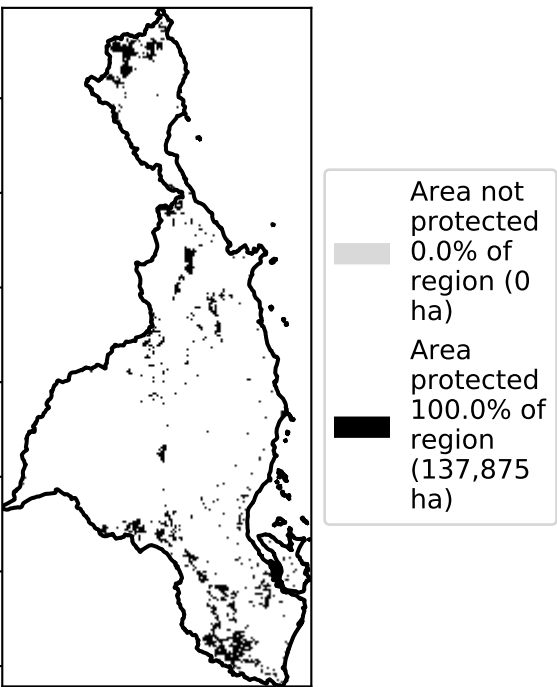 Area not
protected
0.0% of
region (0
ha)
Area
protected
100.0% of
region
(137,875
ha)